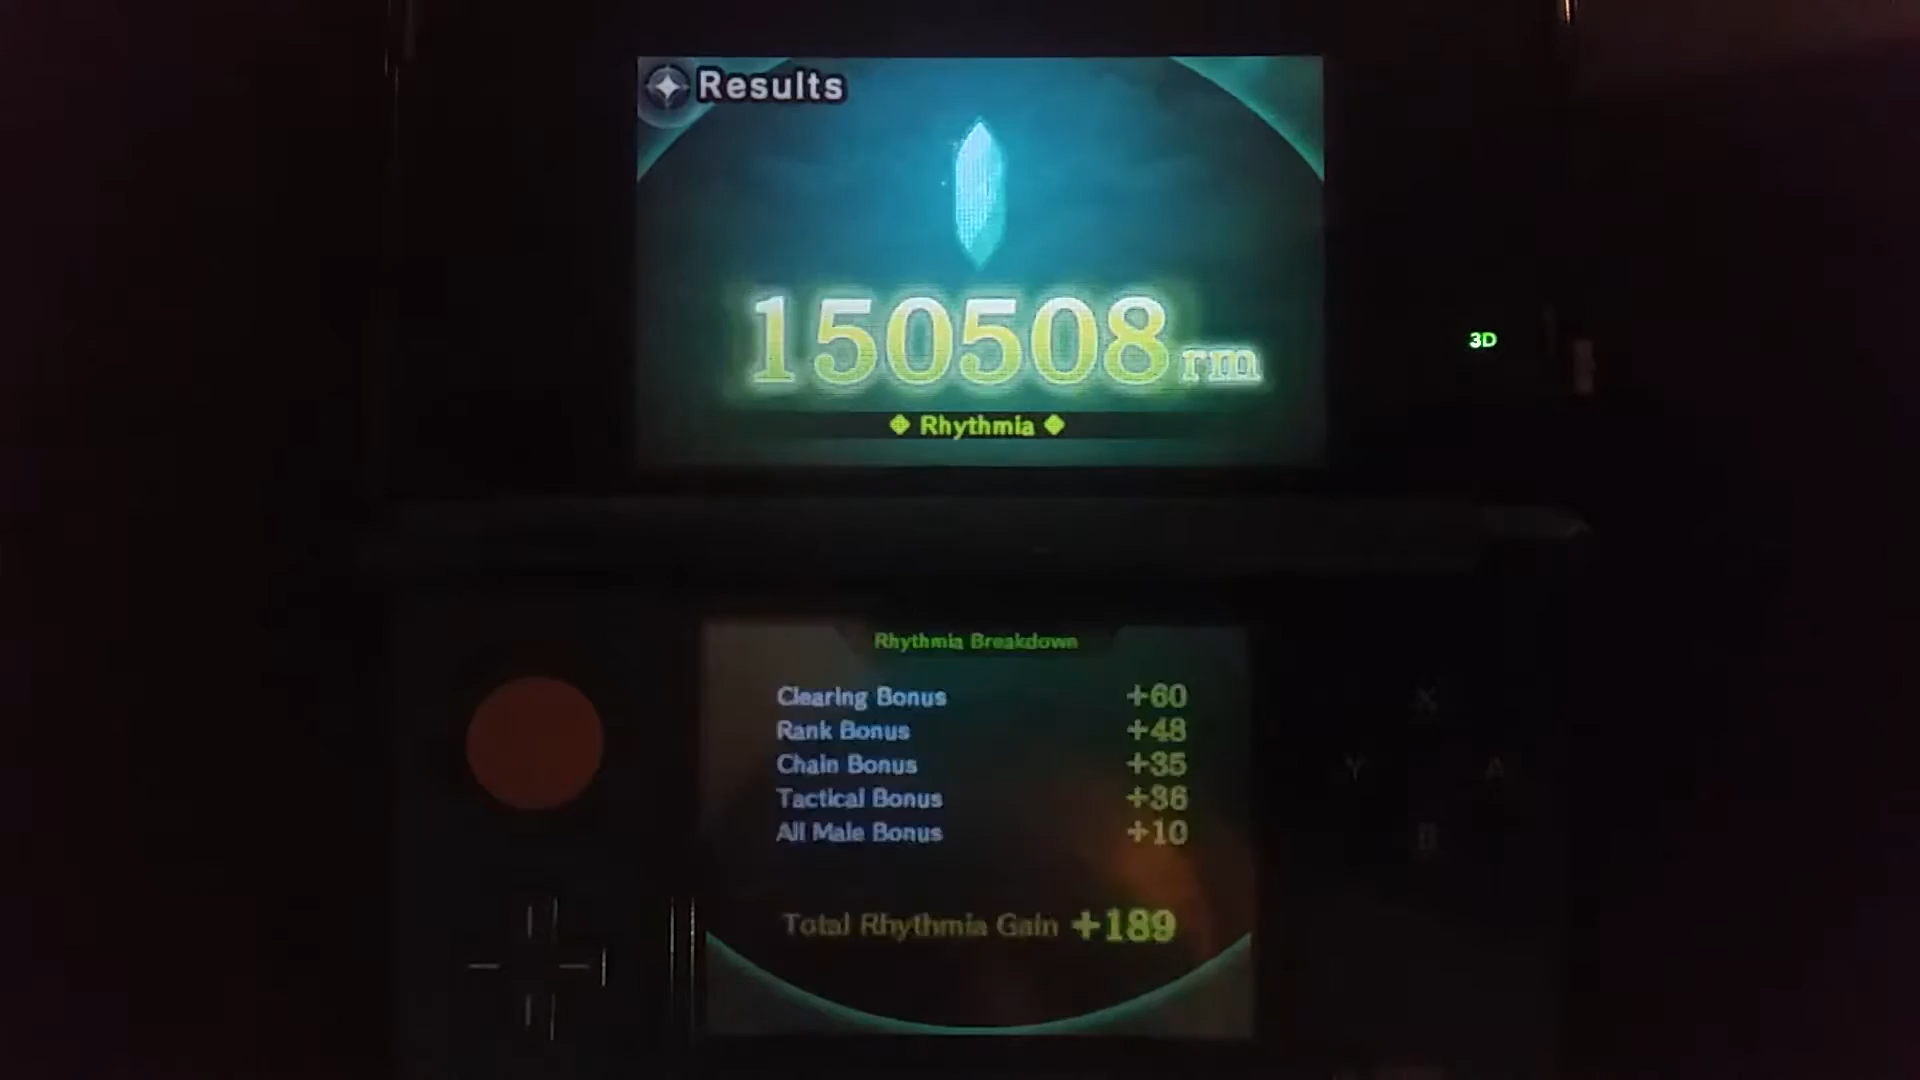 Results
150508 rm
Rhythmia
3D
Rhythmia Breakdown
Clearing Bonus +60
Rank Bonus +48
Chain Bonus +35
Tactical Bonus +36
All Male Bonus +10
Total Rhythmia Gain +189
X
Y A
B